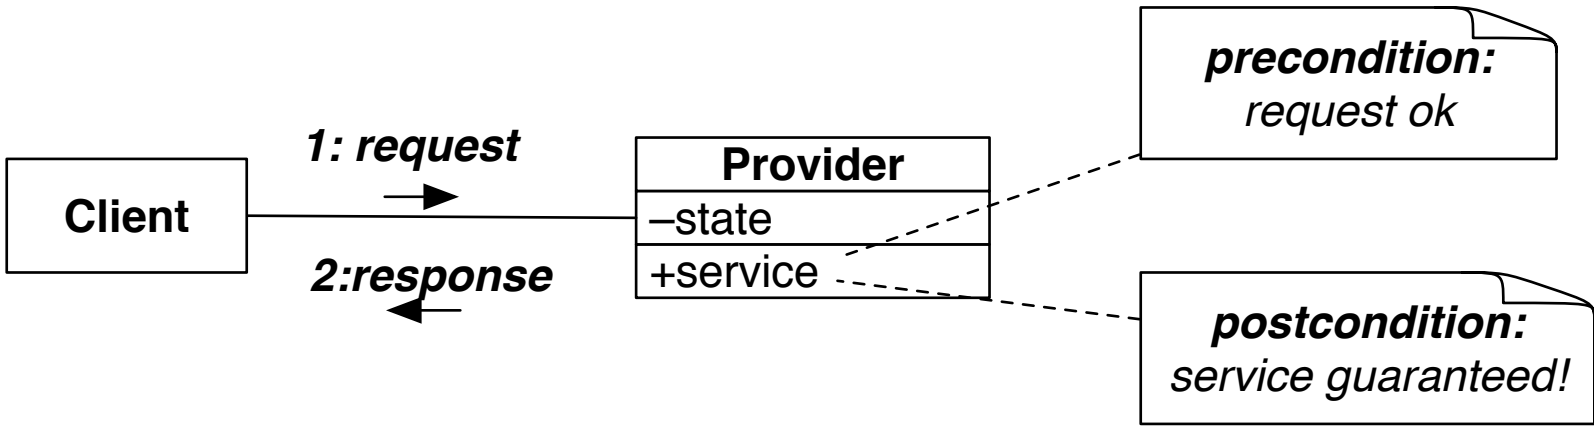 Client
1: request
2:response
Provider
–state
+service
precondition:
request ok
postcondition:
service guaranteed!